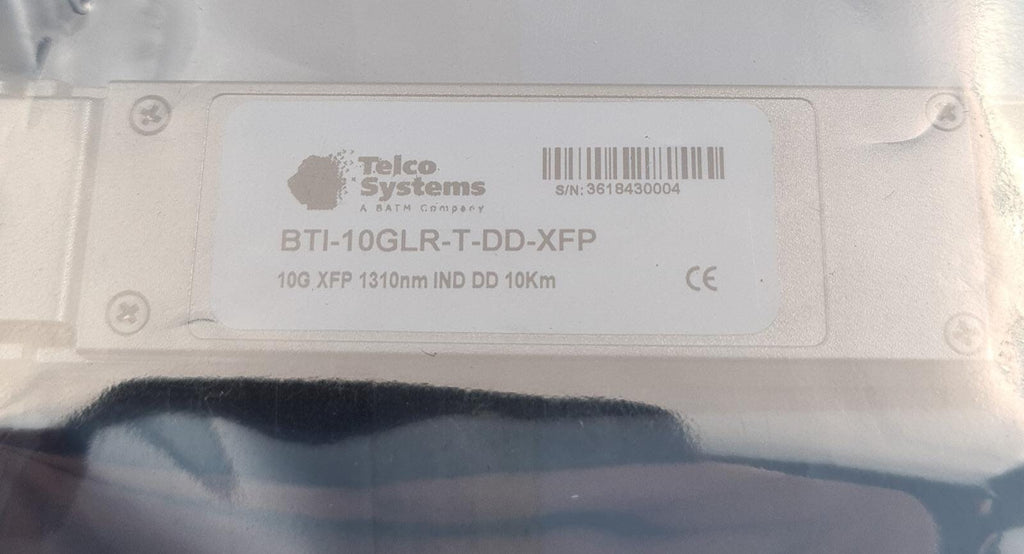 Telco
Systems
A BATM Company
S/N: 3618430004
BTI-10GLR-T-DD-XFP
10G XFP 1310nm IND DD 10Km
CE